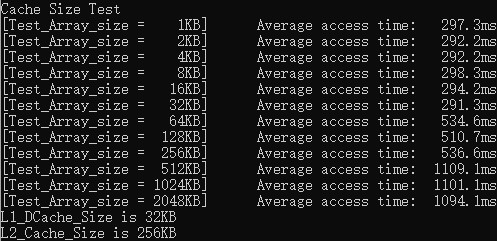 Cache Size Test
[Test_Array_size =    1KB]      Average access time:   297.3ms
[Test_Array_size =    2KB]      Average access time:   292.2ms
[Test_Array_size =    4KB]      Average access time:   292.2ms
[Test_Array_size =    8KB]      Average access time:   298.3ms
[Test_Array_size =   16KB]      Average access time:   294.2ms
[Test_Array_size =   32KB]      Average access time:   291.3ms
[Test_Array_size =   64KB]      Average access time:   534.6ms
[Test_Array_size =  128KB]      Average access time:   510.7ms
[Test_Array_size =  256KB]      Average access time:   536.6ms
[Test_Array_size =  512KB]      Average access time:  1109.1ms
[Test_Array_size = 1024KB]      Average access time:  1101.1ms
[Test_Array_size = 2048KB]      Average access time:  1094.1ms
L1_DCache_Size is 32KB
L2_Cache_Size is 256KB